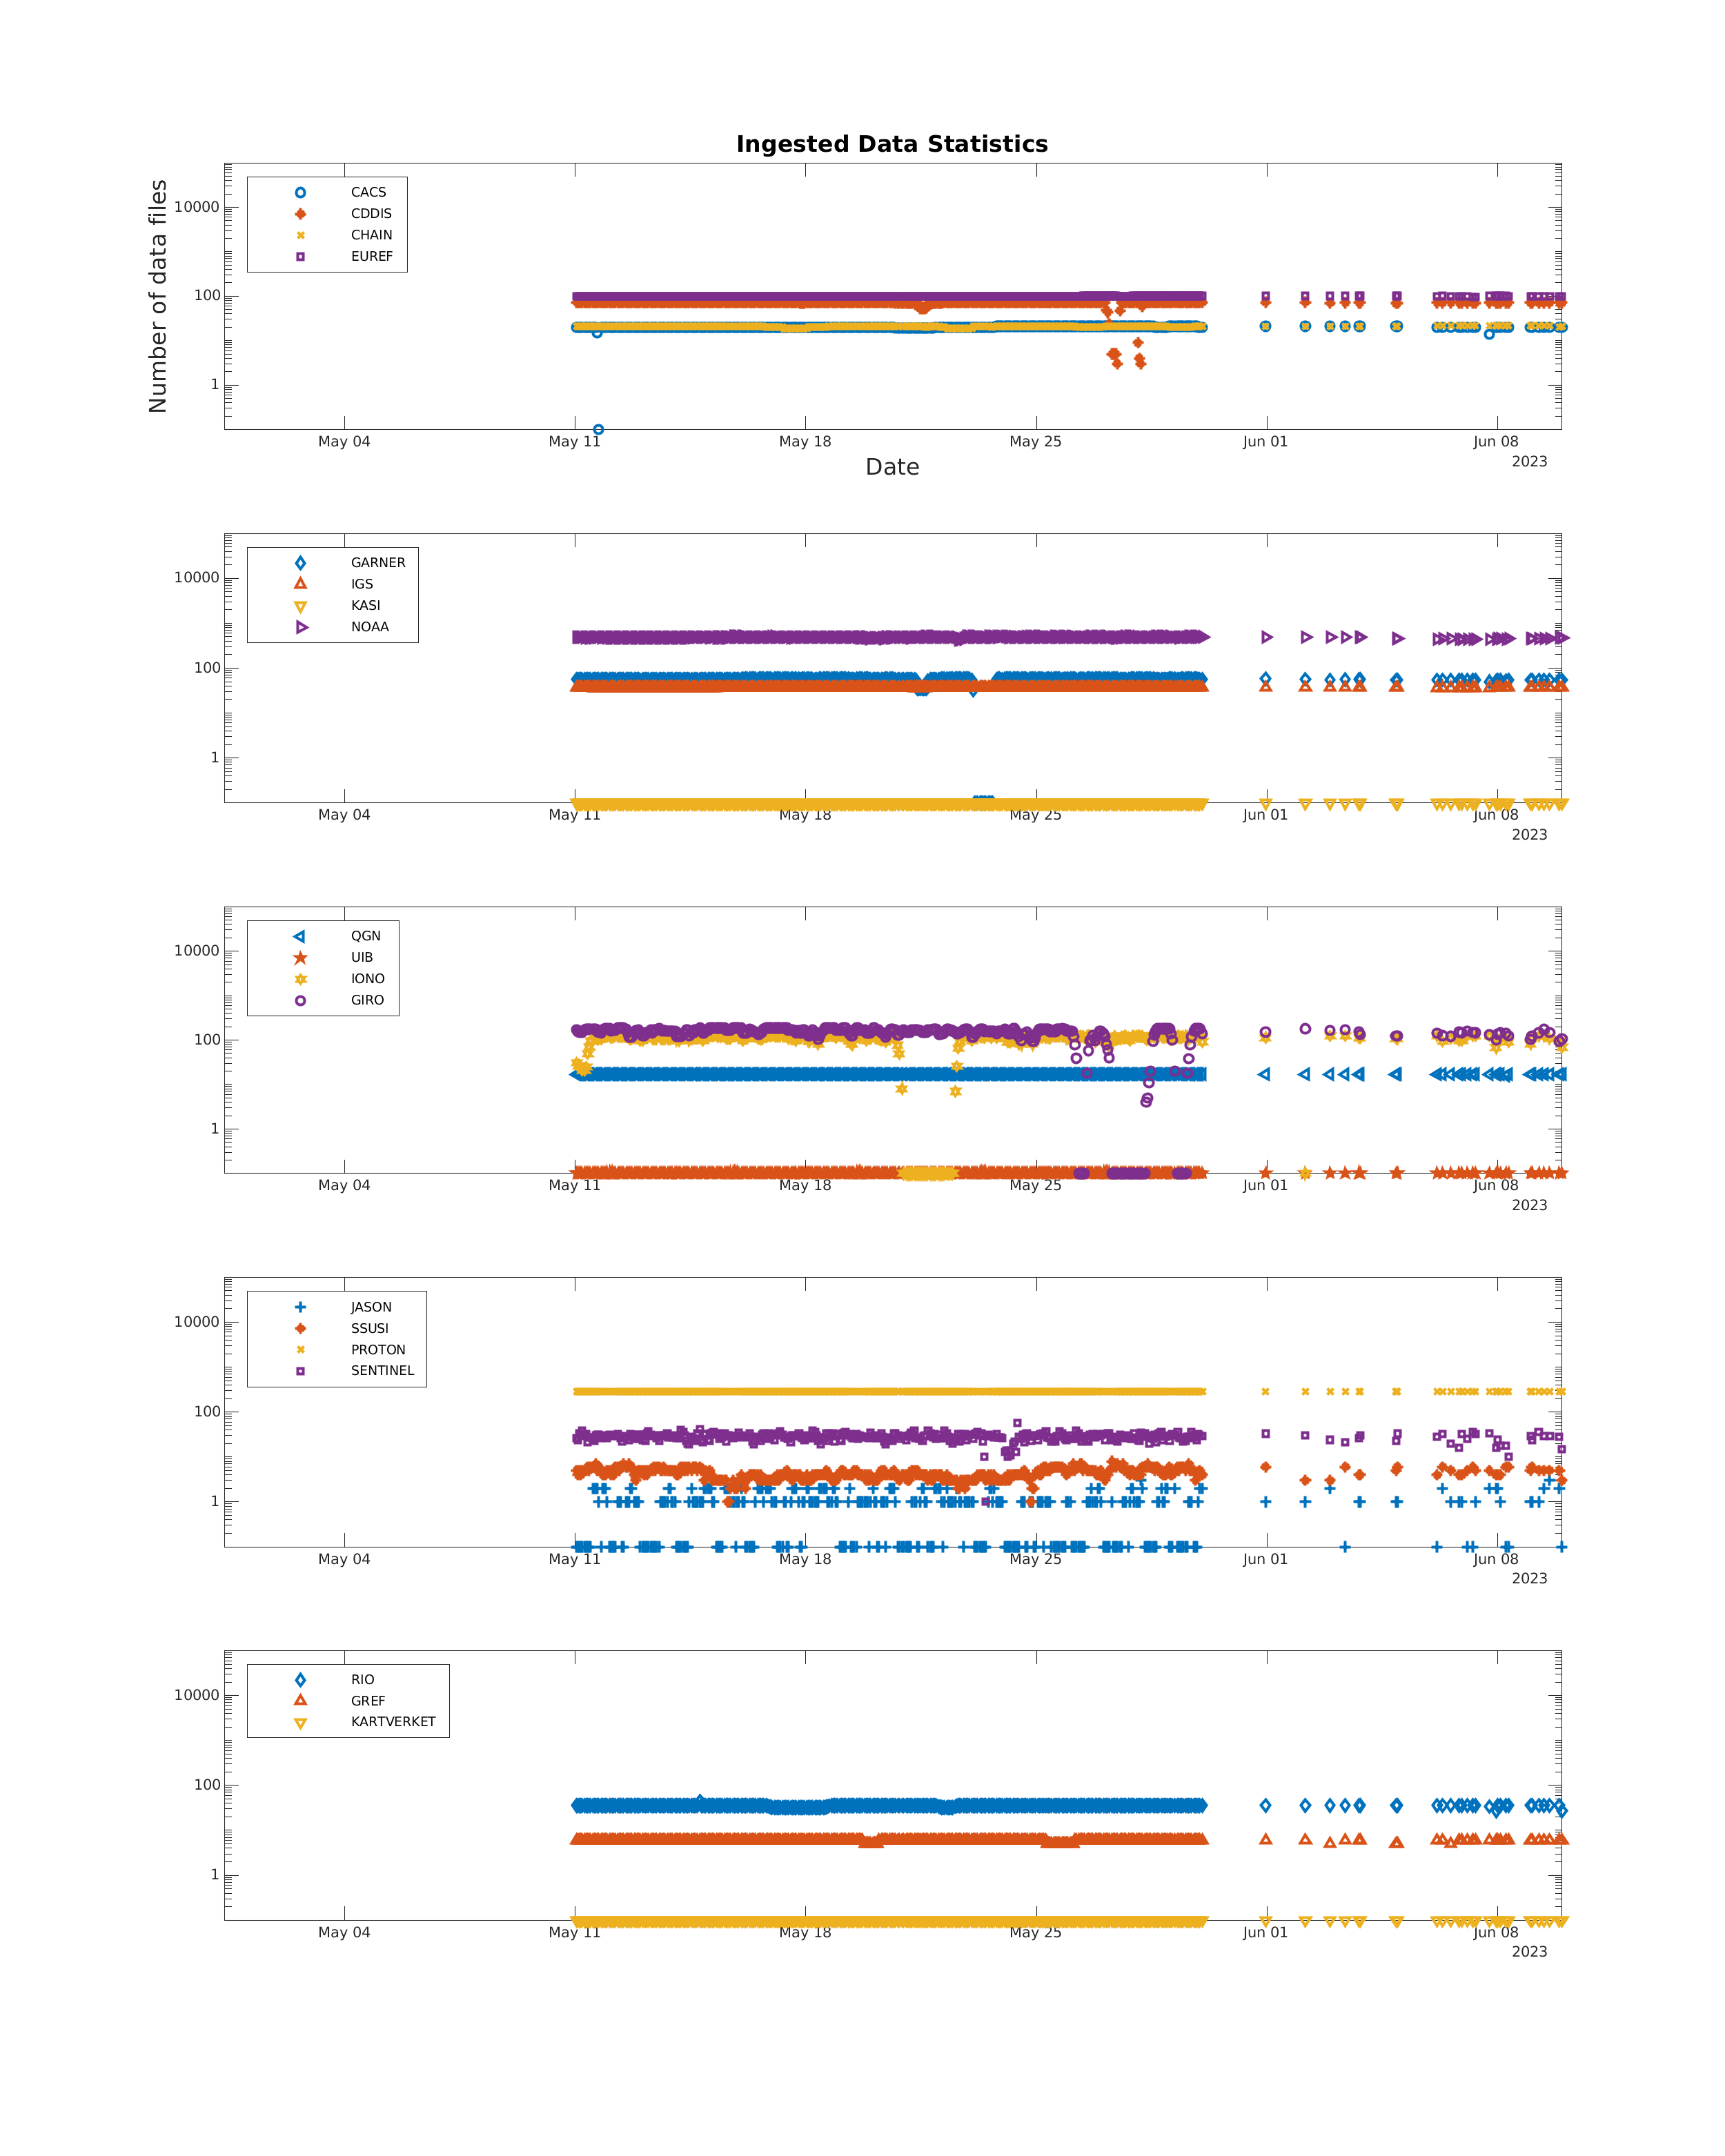 Ingested Data Statistics
Number of data files
CACS
CDDIS
CHAIN
EUREF
10000
100
1
May 04 May 11 May 18 May 25 Jun 01 Jun 08
2023
Date
GARNER
IGS
KASI
NOAA
10000
100
1
May 04 May 11 May 18 May 25 Jun 01 Jun 08
2023
QGN
UIB
IONO
GIRO
10000
100
1
May 04 May 11 May 18 May 25 Jun 01 Jun 08
2023
JASON
SSUSI
PROTON
SENTINEL
10000
100
1
May 04 May 11 May 18 May 25 Jun 01 Jun 08
2023
RIO
GREF
KARTVERKET
10000
100
1
May 04 May 11 May 18 May 25 Jun 01 Jun 08
2023